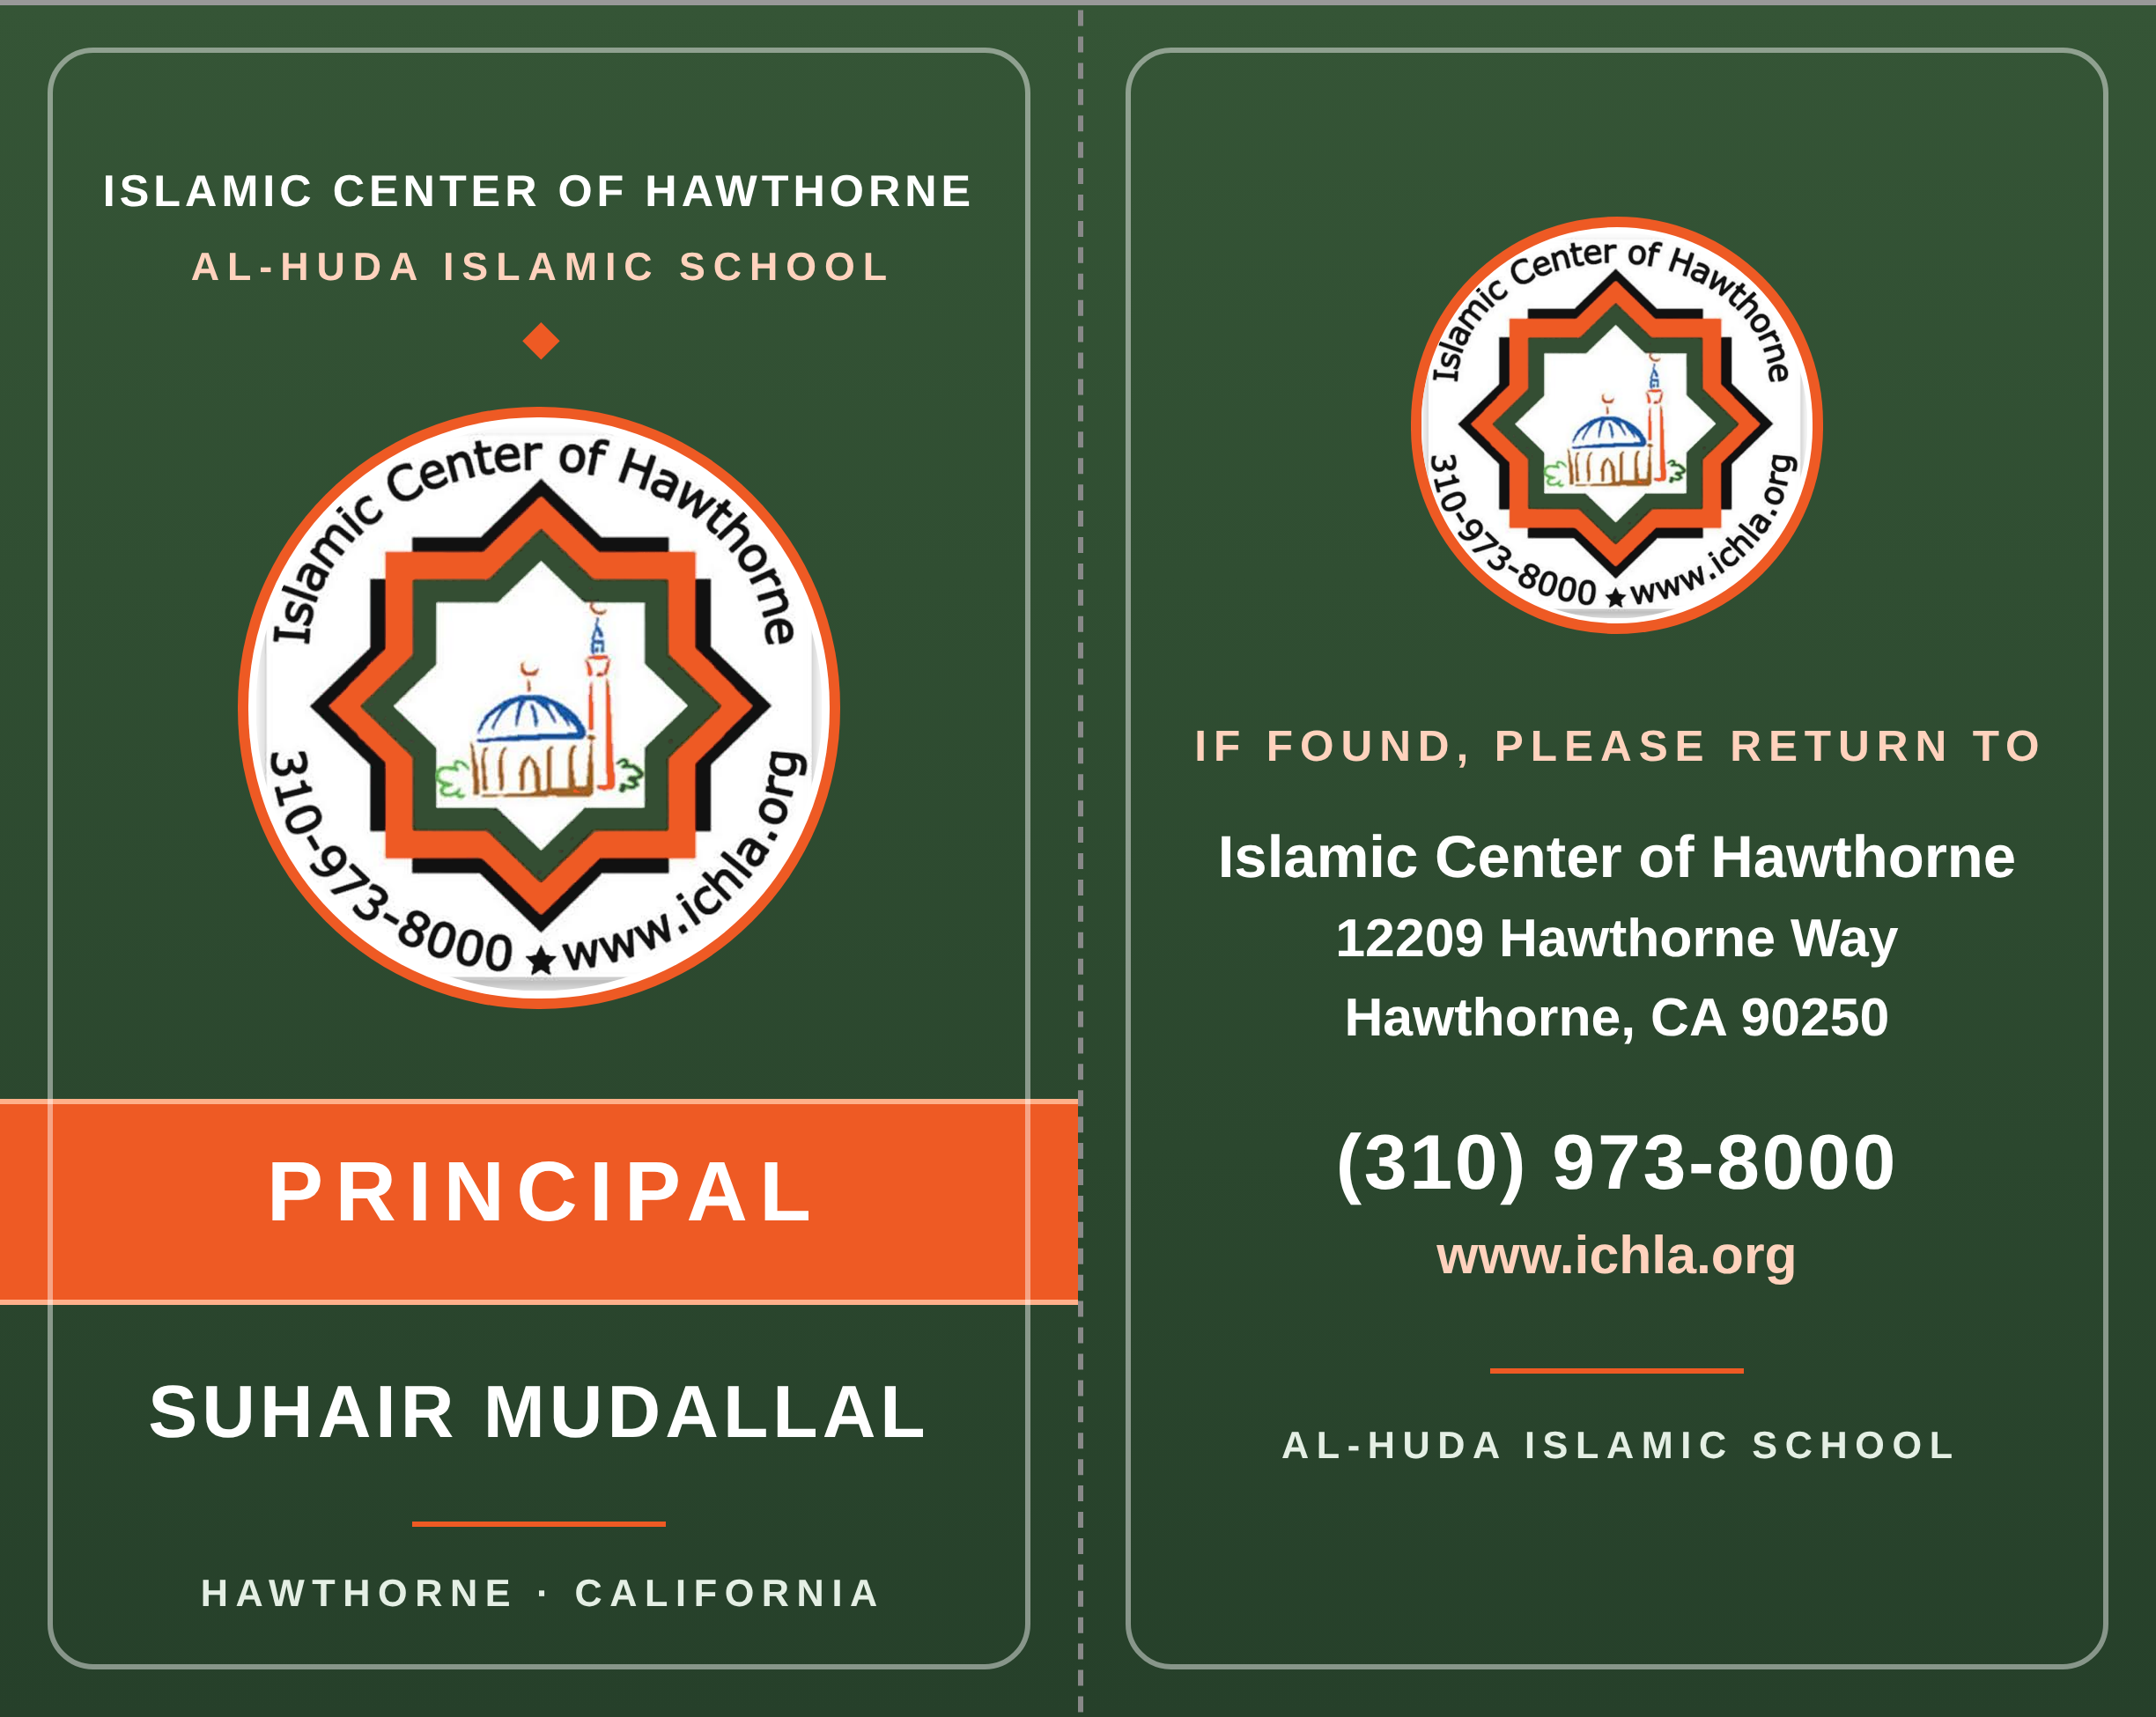 ISLAMIC CENTER OF HAWTHORNE
AL-HUDA ISLAMIC SCHOOL
Islamic Center of Hawthorne
310-973-8000 ★ www.ichla.org
PRINCIPAL
SUHAIR MUDALLAL
HAWTHORNE · CALIFORNIA
Islamic Center of Hawthorne
310-973-8000 ★ www.ichla.org
IF FOUND, PLEASE RETURN TO
Islamic Center of Hawthorne
12209 Hawthorne Way
Hawthorne, CA 90250
(310) 973-8000
www.ichla.org
AL-HUDA ISLAMIC SCHOOL